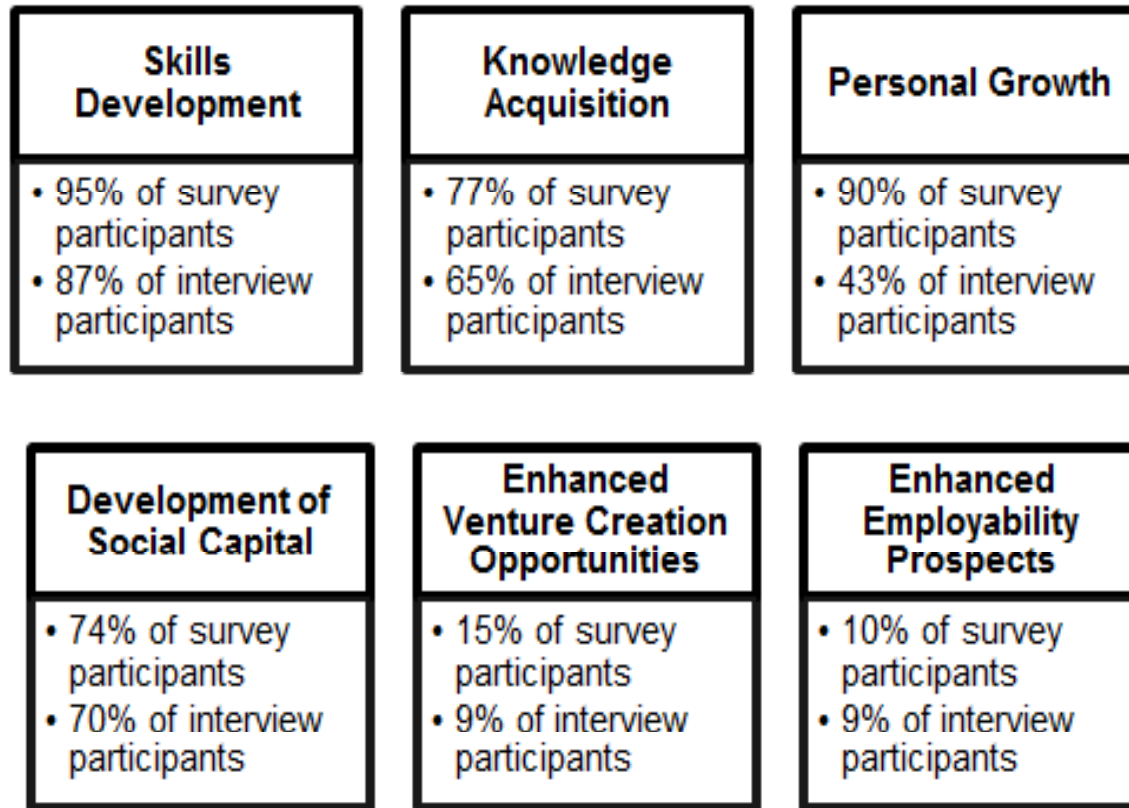 Skills
Development
• 95% of survey
participants
• 87% of interview
participants
Knowledge
Acquisition
• 77% of survey
participants
• 65% of interview
participants
Personal Growth
• 90% of survey
participants
• 43% of interview
participants
Development of
Social Capital
• 74% of survey
participants
• 70% of interview
participants
Enhanced
Venture Creation
Opportunities
• 15% of survey
participants
• 9% of interview
participants
Enhanced
Employability
Prospects
• 10% of survey
participants
• 9% of interview
participants